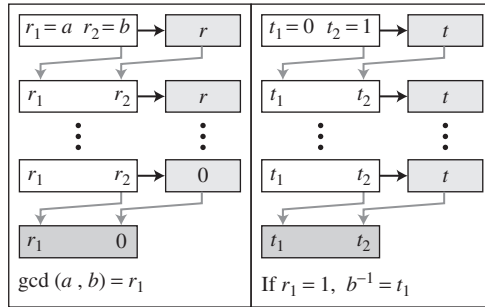 r₁ = a r₂ = b r
r₁ r₂ r
r₁ r₂ 0
r₁ 0
gcd (a , b) = r₁
t₁ = 0 t₂ = 1 t
t₁ t₂ t
t₁ t₂ t
t₁ t₂
If r₁ = 1, b⁻¹ = t₁